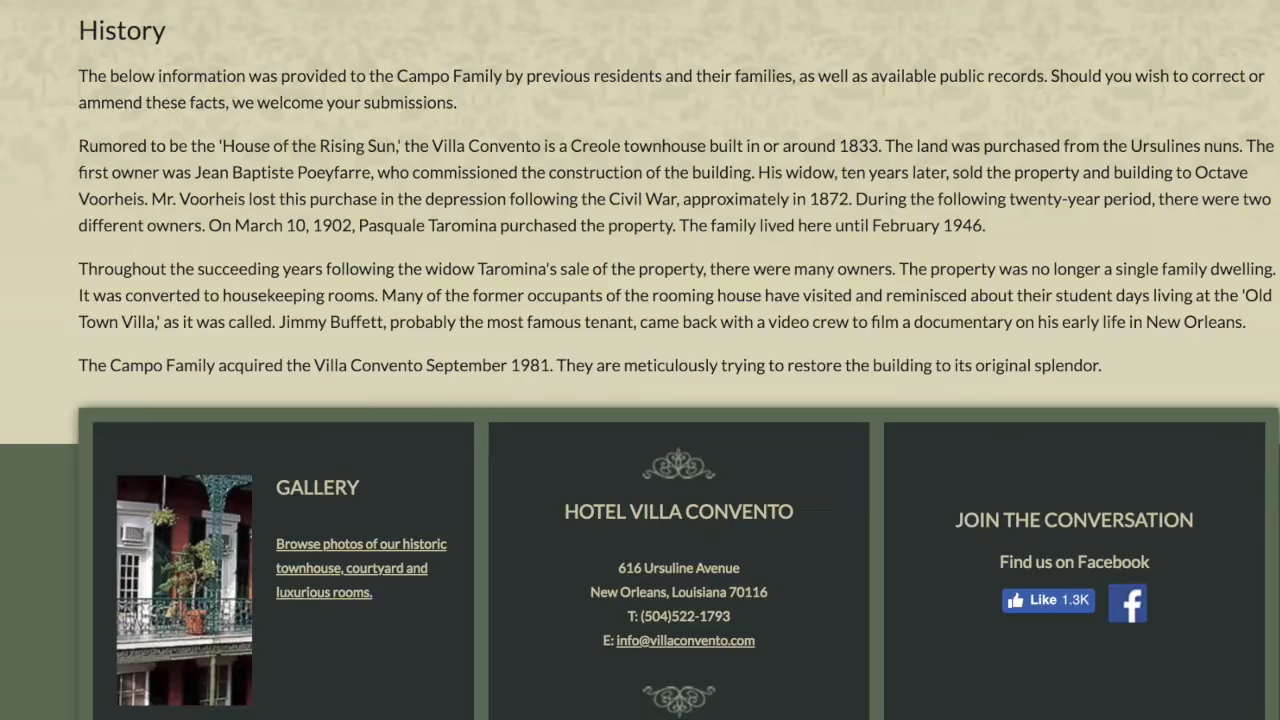 History
The below information was provided to the Campo Family by previous residents and their families, as well as available public records. Should you wish to correct or
ammend these facts, we welcome your submissions.
Rumored to be the 'House of the Rising Sun,' the Villa Convento is a Creole townhouse built in or around 1833. The land was purchased from the Ursulines nuns. The
first owner was Jean Baptiste Poeyfarre, who commissioned the construction of the building. His widow, ten years later, sold the property and building to Octave
Voorheis. Mr. Voorheis lost this purchase in the depression following the Civil War, approximately in 1872. During the following twenty-year period, there were two
different owners. On March 10, 1902, Pasquale Taromina purchased the property. The family lived here until February 1946.
Throughout the succeeding years following the widow Taromina's sale of the property, there were many owners. The property was no longer a single family dwelling.
It was converted to housekeeping rooms. Many of the former occupants of the rooming house have visited and reminisced about their student days living at the 'Old
Town Villa,' as it was called. Jimmy Buffett, probably the most famous tenant, came back with a video crew to film a documentary on his early life in New Orleans.
The Campo Family acquired the Villa Convento September 1981. They are meticulously trying to restore the building to its original splendor.
GALLERY
Browse photos of our historic
townhouse, courtyard and
luxurious rooms.
HOTEL VILLA CONVENTO
616 Ursuline Avenue
New Orleans, Louisiana 70116
T: (504)522-1793
E: info@villaconvento.com
JOIN THE CONVERSATION
Find us on Facebook
Like 1.3K